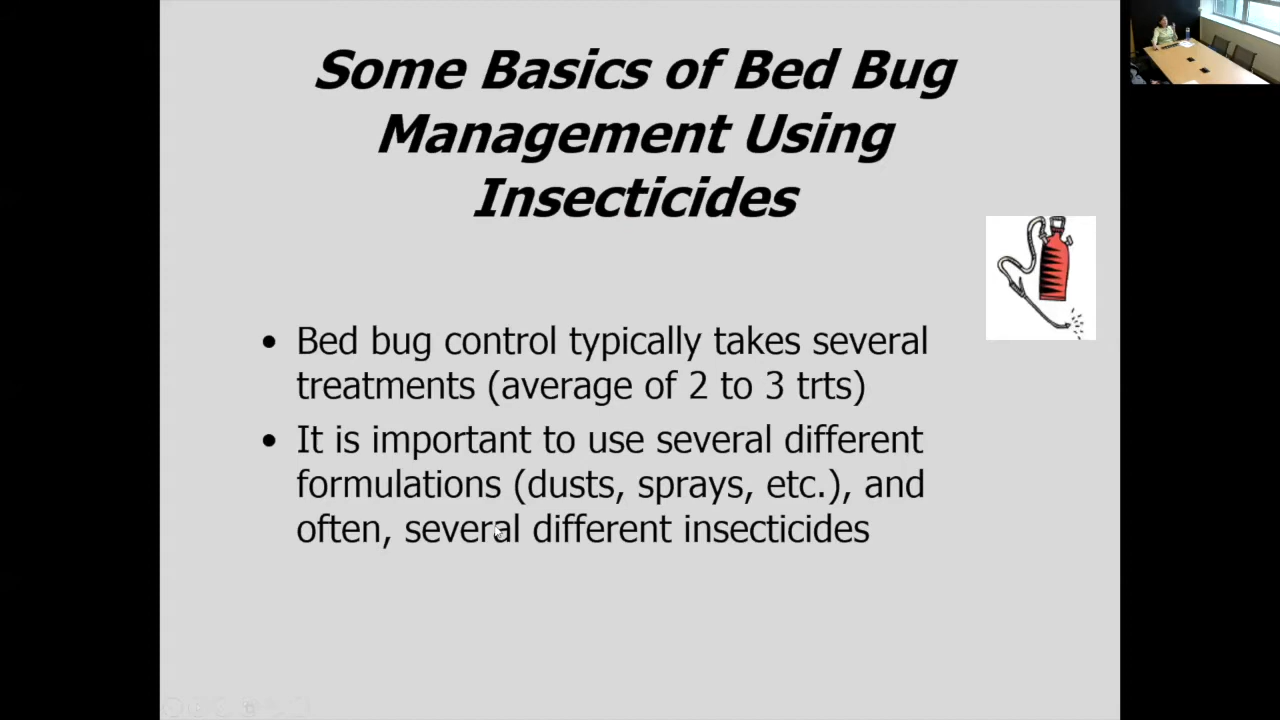 Some Basics of Bed Bug
Management Using
Insecticides
• Bed bug control typically takes several
treatments (average of 2 to 3 trts)
• It is important to use several different
formulations (dusts, sprays, etc.), and
often, several different insecticides